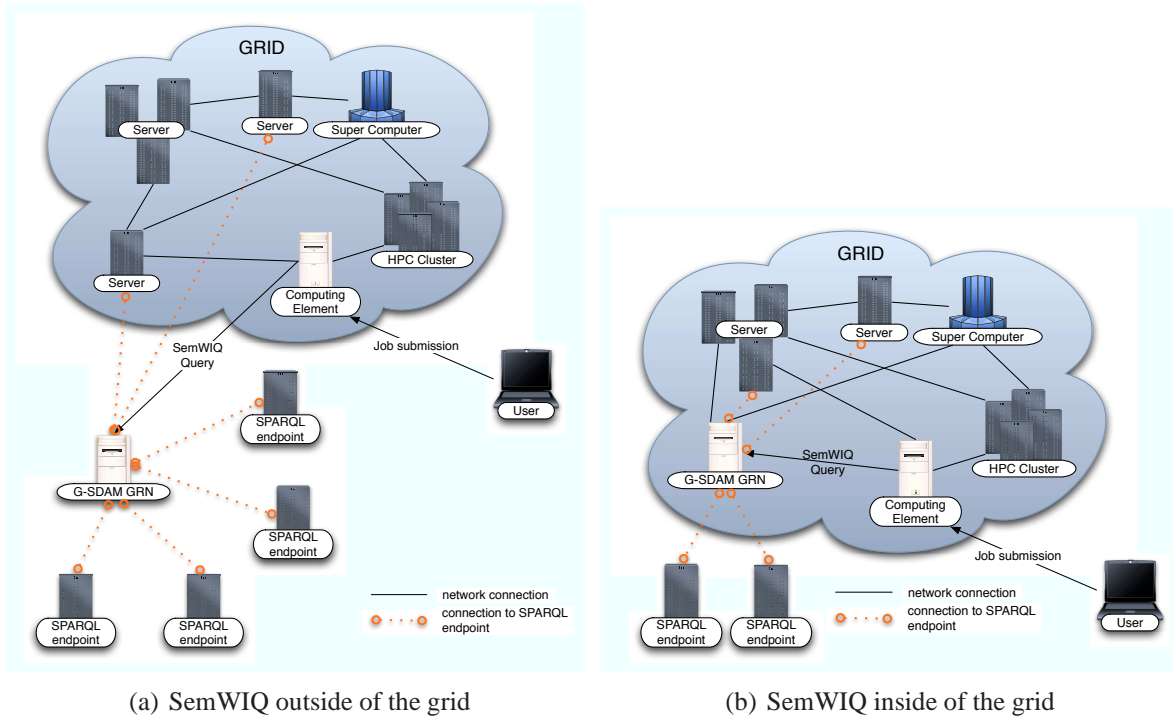 GRID
Server
Server
Super Computer
Server
HPC Cluster
Computing
Element
SemWIQ
Query
Job submission
User
SPARQL
endpoint
G-SDAM GRN
SPARQL
endpoint
SPARQL
endpoint
SPARQL
endpoint
network connection
connection to SPARQL
endpoint
(a) SemWIQ outside of the grid
GRID
Server
Server
Super Computer
SemWIQ
Query
G-SDAM GRN
HPC Cluster
Computing
Element
Job submission
User
SPARQL
endpoint
SPARQL
endpoint
network connection
connection to SPARQL
endpoint
(b) SemWIQ inside of the grid